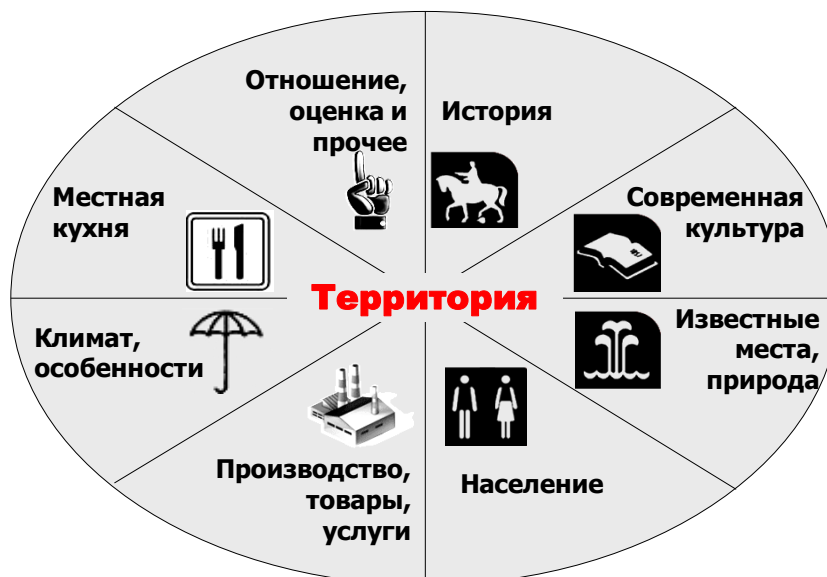 Отношение,
оценка и
прочее
История
Местная
кухня
Современная
культура
Территория
Климат,
особенности
Известные
места,
природа
Производство,
товары,
услуги
Население